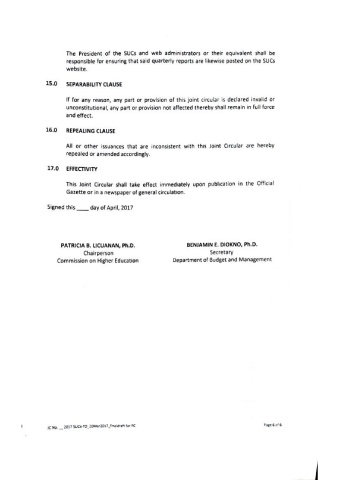 The President of the SUCs and web administrators or their equivalent shall be
responsible for ensuring that said quarterly reports are likewise posted on the SUCs
website.
15.0 SEPARABILITY CLAUSE
If for any reason, any part or provision of this joint circular is declared invalid or
unconstitutional, any part or provision not affected thereby shall remain in full force
and effect.
16.0 REPEALING CLAUSE
All or other issuances that are inconsistent with this Joint Circular are hereby
repealed or amended accordingly.
17.0 EFFECTIVITY
This Joint Circular shall take effect immediately upon publication in the Official
Gazette or in a newspaper of general circulation.
Signed this ____ day of April, 2017
PATRICIA B. LICUANAN, Ph.D. BENJAMIN E. DIOKNO, Ph.D.
Chairperson Secretary
Commission on Higher Education Department of Budget and Management
JC No. __ 2017 SUCs Page 6 of 6